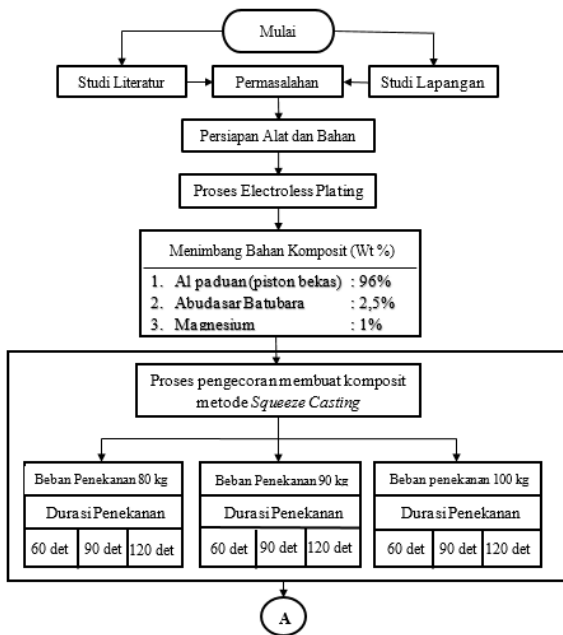 Mulai
Studi Literatur
Permasalahan
Studi Lapangan
Persiapan Alat dan Bahan
Proses Electroless Plating
Menimbang Bahan Komposit (Wt %)
1. Al paduan (piston bekas) : 96%
2. Abudasar Batubara : 2,5%
3. Magnesium : 1%
Proses pengecoran membuat komposit
metode Squeeze Casting
Beban Penekanan 80 kg
Durasi Penekanan
60 det 90 det 120 det
Beban Penekanan 90 kg
Durasi Penekanan
60 det 90 det 120 det
Beban penekanan 100 kg
Durasi Penekanan
60 det 90 det 120 det
A